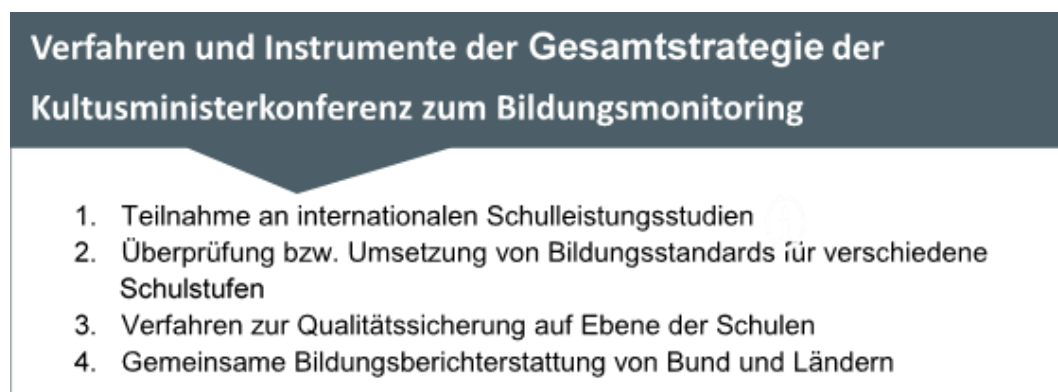 Verfahren und Instrumente der Gesamtstrategie der
Kultusministerkonferenz zum Bildungsmonitoring
1. Teilnahme an internationalen Schulleistungsstudien
2. Überprüfung bzw. Umsetzung von Bildungsstandards für verschiedene
Schulstufen
3. Verfahren zur Qualitätssicherung auf Ebene der Schulen
4. Gemeinsame Bildungsberichterstattung von Bund und Ländern